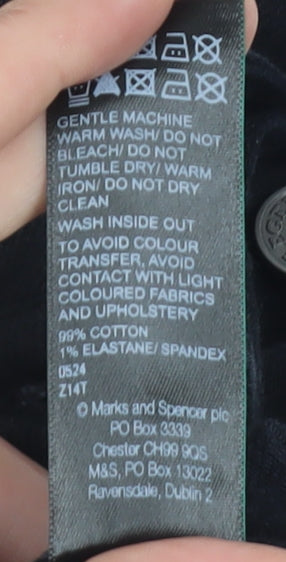 GENTLE MACHINE
WARM WASH/ DO NOT
BLEACH/ DO NOT
TUMBLE DRY/ WARM
IRON/ DO NOT DRY
CLEAN
WASH INSIDE OUT
TO AVOID COLOUR
TRANSFER, AVOID
CONTACT WITH LIGHT
COLOURED FABRICS
AND UPHOLSTERY
99% COTTON
1% ELASTANE/ SPANDEX
0524
Z14T
© Marks and Spencer plc
PO Box 3339
Chester CH99 9QS
M&S, PO Box 13022
Ravensdale, Dublin 2